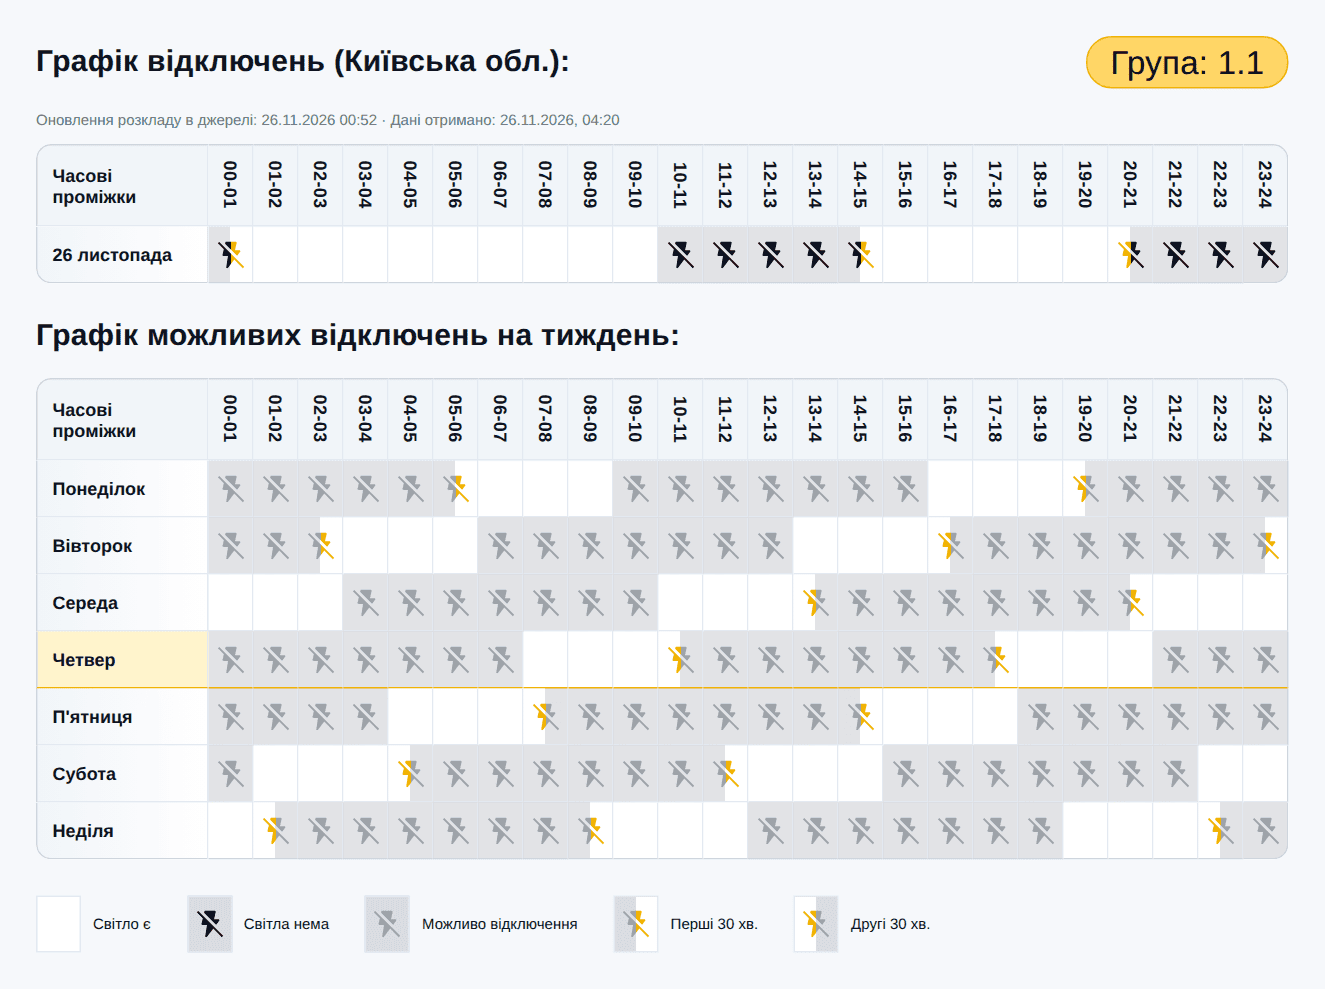 Графік відключень (Київська обл.):
Група: 1.1
Оновлення розкладу в джерелі: 26.11.2026 00:52 · Дані отримано: 26.11.2026, 04:20
Часові проміжки 00-01 01-02 02-03 03-04 04-05 05-06 06-07 07-08 08-09 09-10 10-11 11-12 12-13 13-14 14-15 15-16 16-17 17-18 18-19 19-20 20-21 21-22 22-23 23-24
26 листопада
Графік можливих відключень на тиждень:
Часові проміжки 00-01 01-02 02-03 03-04 04-05 05-06 06-07 07-08 08-09 09-10 10-11 11-12 12-13 13-14 14-15 15-16 16-17 17-18 18-19 19-20 20-21 21-22 22-23 23-24
Понеділок
Вівторок
Середа
Четвер
П'ятниця
Субота
Неділя
Світло є Світла нема Можливо відключення Перші 30 хв. Другі 30 хв.